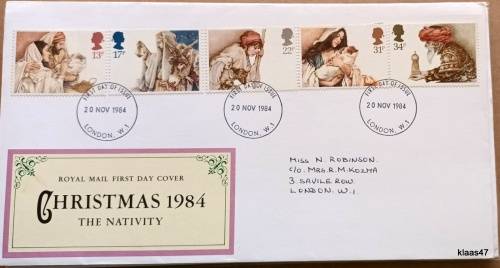 13P
17P
22P
31P
34P
FIRST DAY OF ISSUE
20 NOV 1984
LONDON, W.1
FIRST DAY OF ISSUE
20 NOV 1984
LONDON, W.1
FIRST DAY OF ISSUE
20 NOV 1984
LONDON, W.1
ROYAL MAIL FIRST DAY COVER
CHRISTMAS 1984
THE NATIVITY
MISS N. ROBINSON.
C/O MRS. R. M. KOZMA
3. SAVILE ROW.
LONDON. W.1.
klaas47